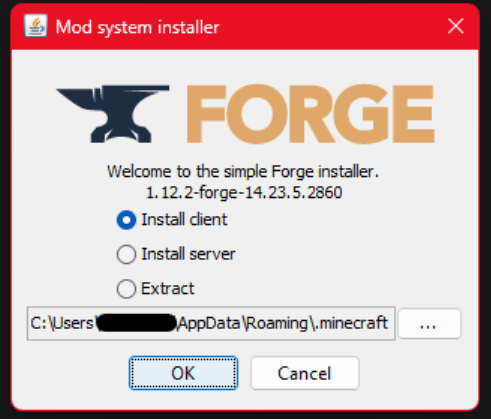 Mod system installer
FORGE
Welcome to the simple Forge installer.
1.12.2-forge-14.23.5.2860
Install client
Install server
Extract
C:\Users\ \AppData\Roaming\.minecraft
...
OK
Cancel